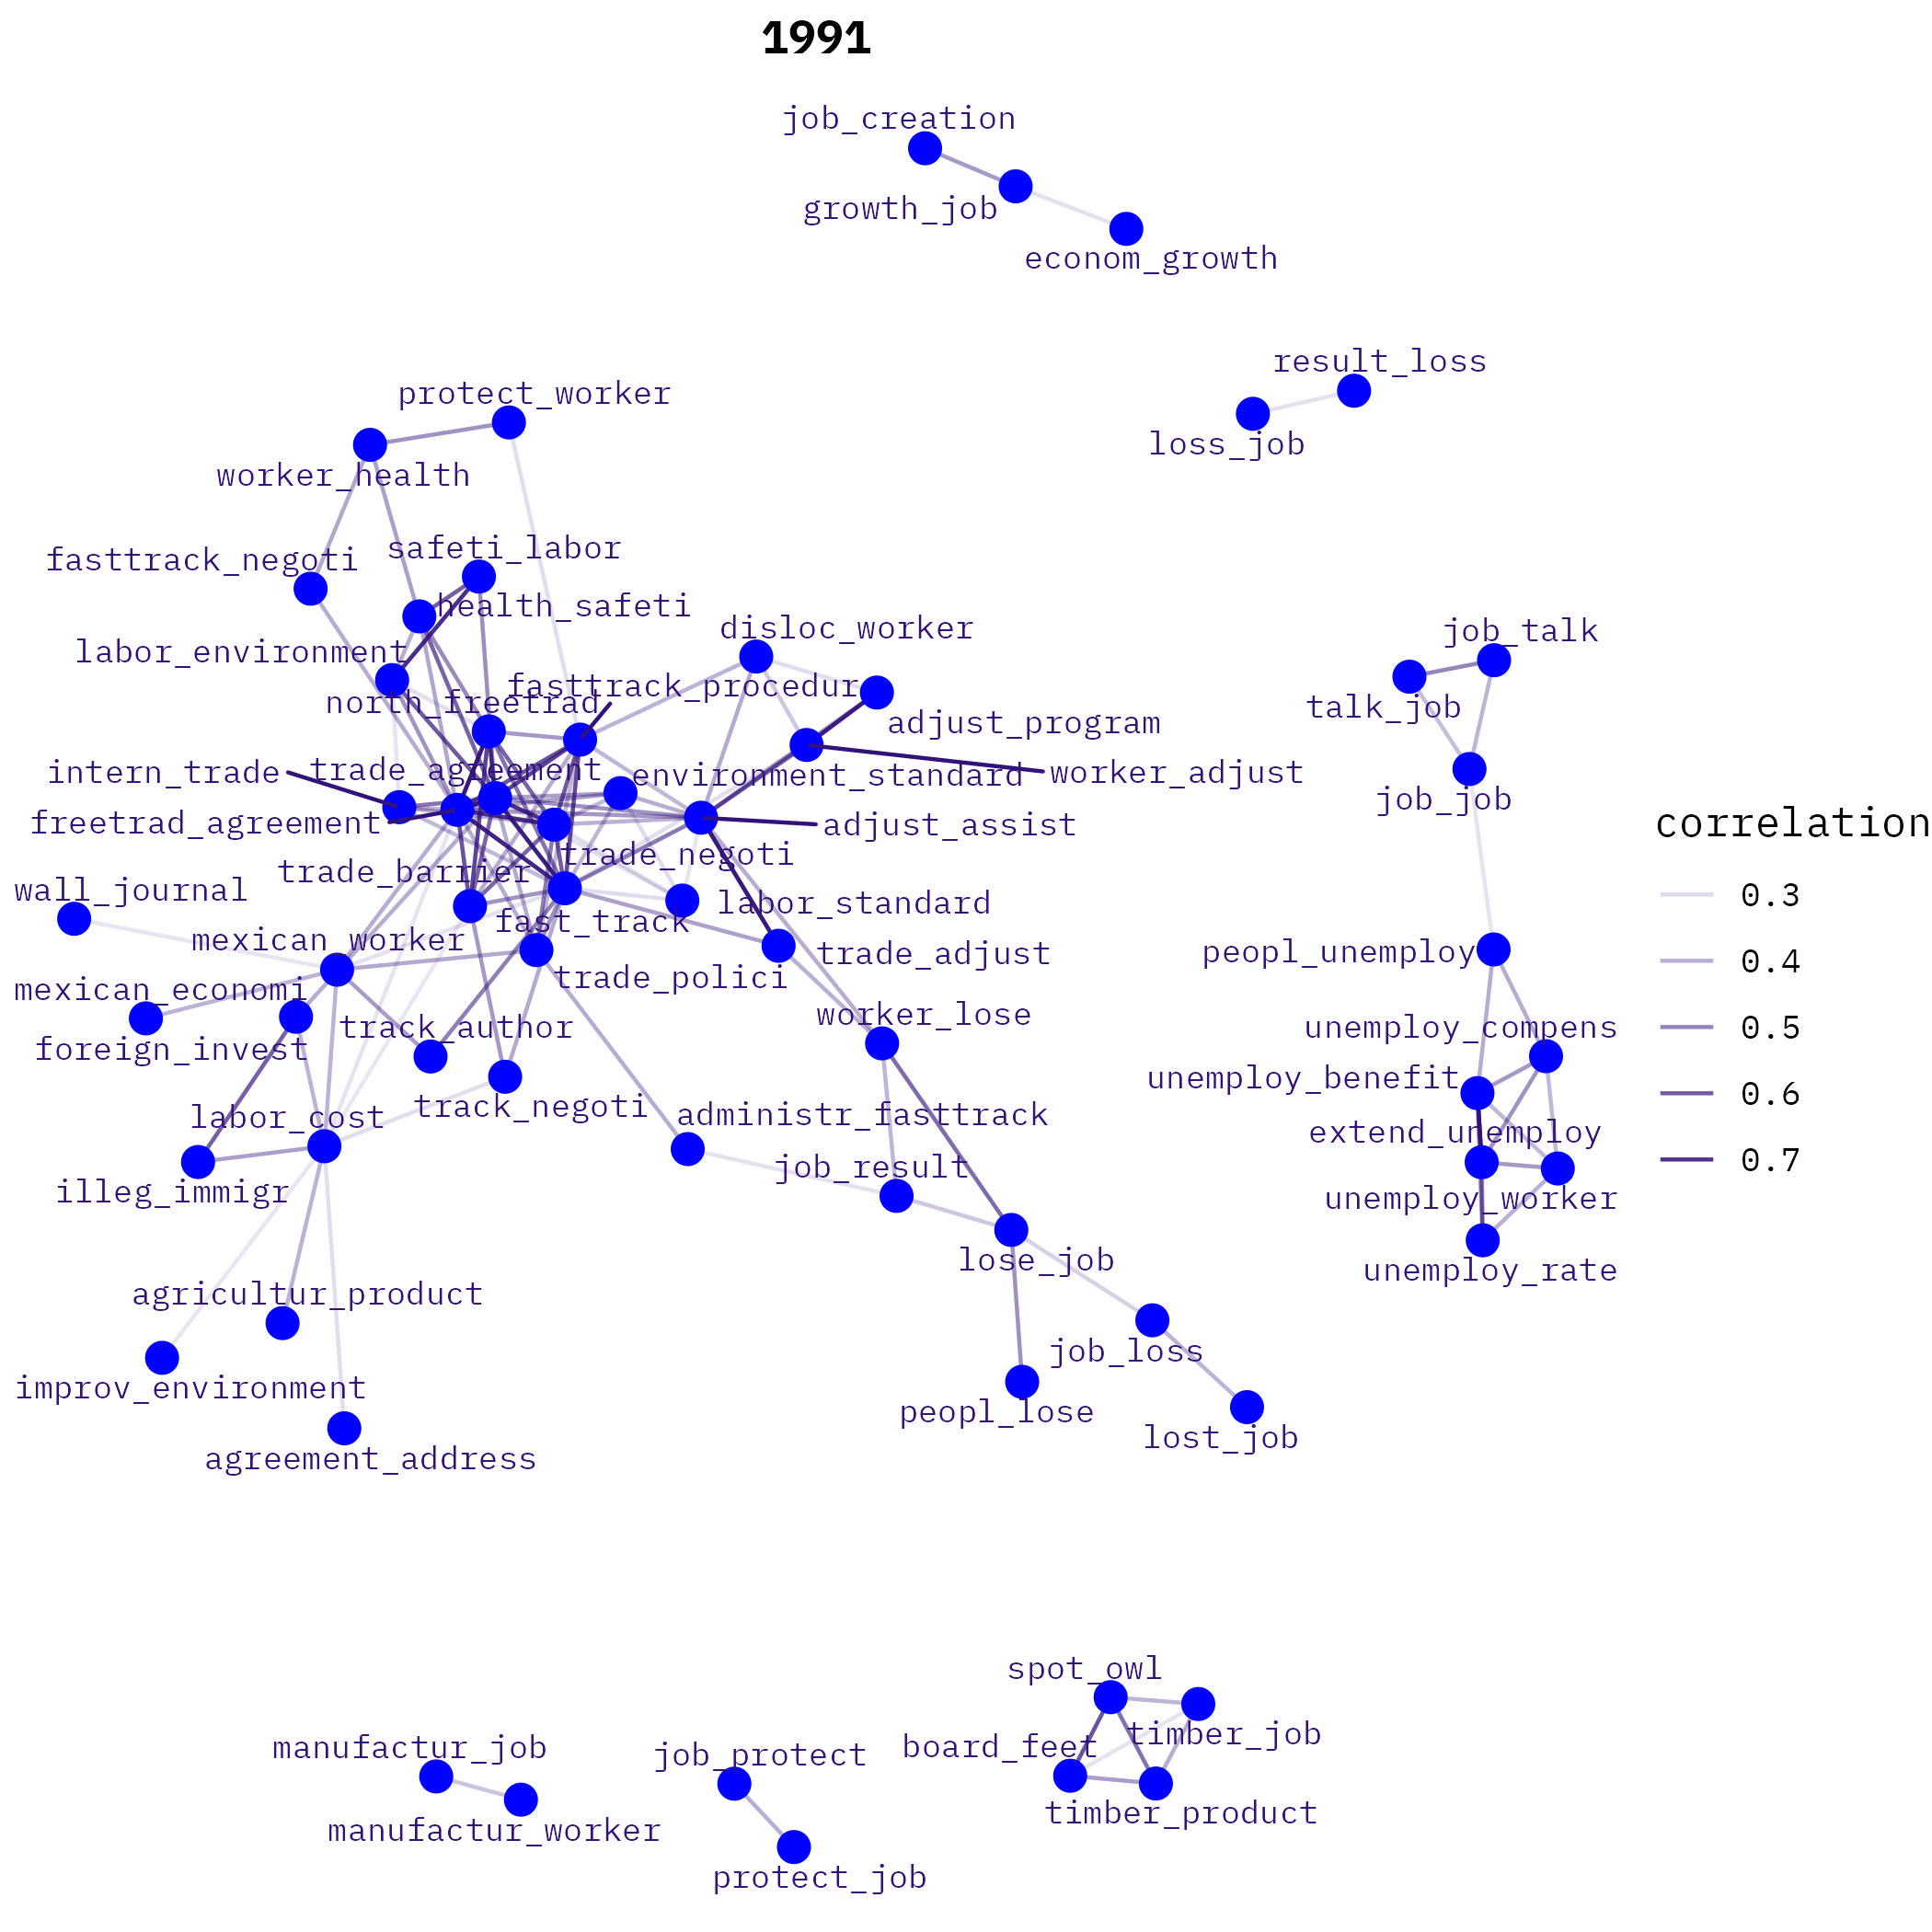 1991
job_creation
growth_job
econom_growth
result_loss
loss_job
protect_worker
worker_health
safeti_labor
fasttrack_negoti
health_safeti
disloc_worker
job_talk
labor_environment
fasttrack_procedur
north_freetrad
talk_job
adjust_program
intern_trade
trade_agreement
environment_standard
worker_adjust
job_job
freetrad_agreement
adjust_assist
trade_negoti
trade_barrier
wall_journal
labor_standard
fast_track
mexican_worker
trade_adjust
peopl_unemploy
trade_polici
mexican_economi
worker_lose
track_author
unemploy_compens
foreign_invest
unemploy_benefit
track_negoti
labor_cost
administr_fasttrack
extend_unemploy
job_result
illeg_immigr
unemploy_worker
lose_job
unemploy_rate
agricultur_product
job_loss
improv_environment
peopl_lose
lost_job
agreement_address
correlation
0.3
0.4
0.5
0.6
0.7
spot_owl
timber_job
board_feet
manufactur_job
job_protect
timber_product
manufactur_worker
protect_job